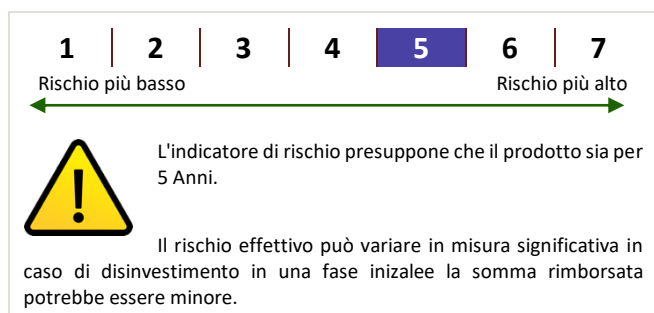 1 2 3 4 5 6 7
Rischio più basso Rischio più alto
L'indicatore di rischio presuppone che il prodotto sia per
5 Anni.
Il rischio effettivo può variare in misura significativa in
caso di disinvestimento in una fase inizalee la somma rimborsata
potrebbe essere minore.